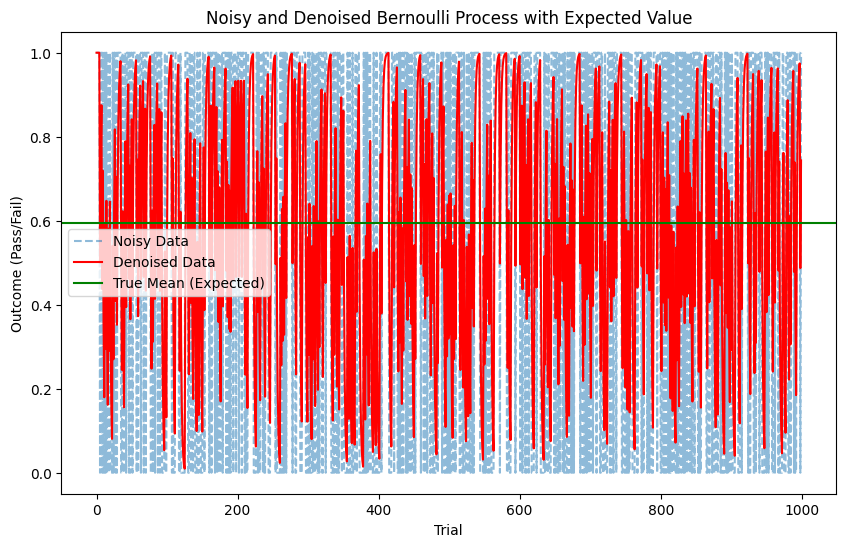 Noisy and Denoised Bernoulli Process with Expected Value
Outcome (Pass/Fail)
1.0
0.8
0.6
0.4
0.2
0.0
Noisy Data
Denoised Data
True Mean (Expected)
0
200
400
600
800
1000
Trial